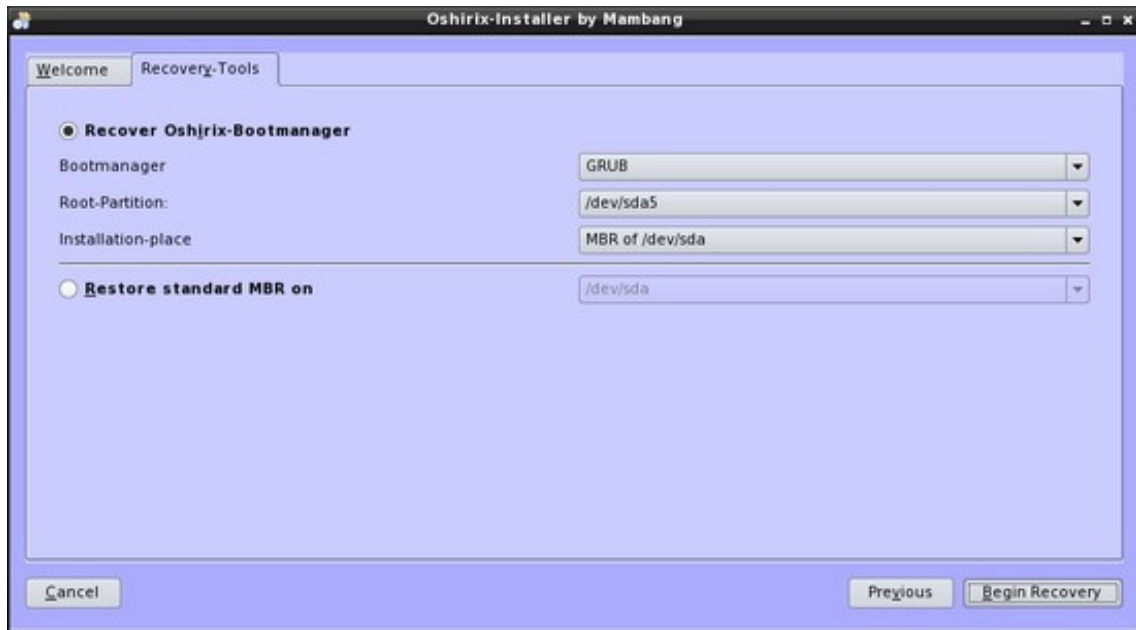 Oshirix-Installer by Mambang
Welcome
Recovery-Tools
Recover Oshirix-Bootmanager
Bootmanager
GRUB
Root-Partition:
/dev/sda5
Installation-place
MBR of /dev/sda
Restore standard MBR on
/dev/sda
Cancel
Previous
Begin Recovery